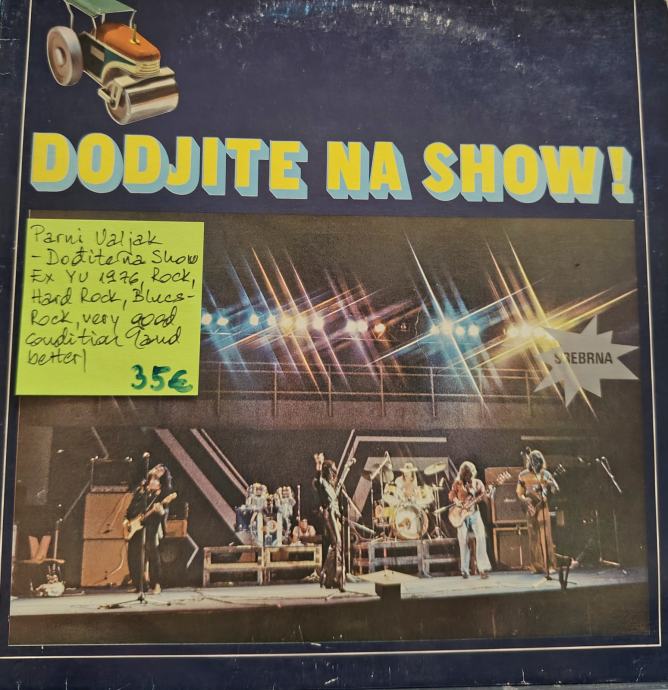 DODJITE NA SHOW!
Parni Valjak
- Dođite na Show
Ex YU 1976, Rock,
Hard Rock, Blues-
Rock, very good
condition (and
better)
35€
SREBRNA